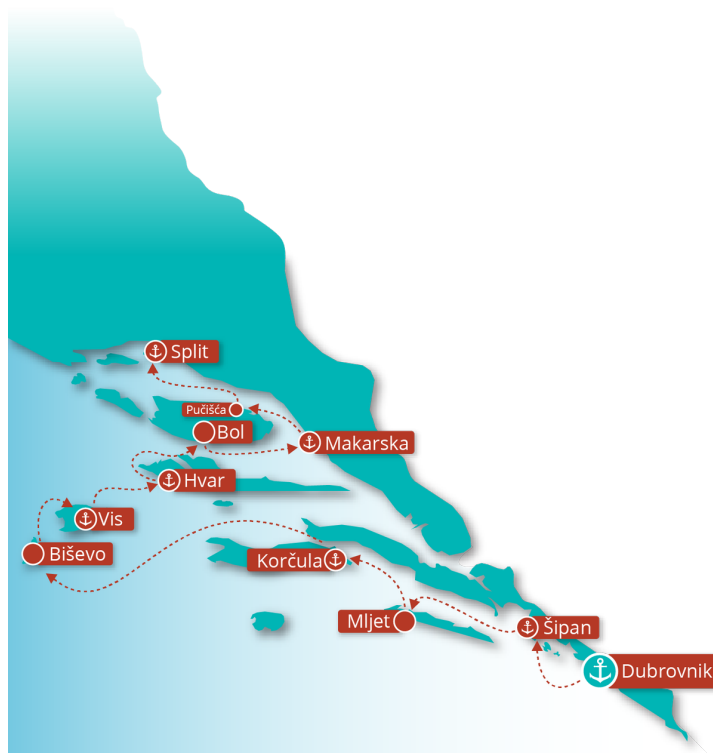 Split
Pučišća
Bol
Makarska
Hvar
Vis
Biševo
Korčula
Mljet
Šipan
Dubrovnik